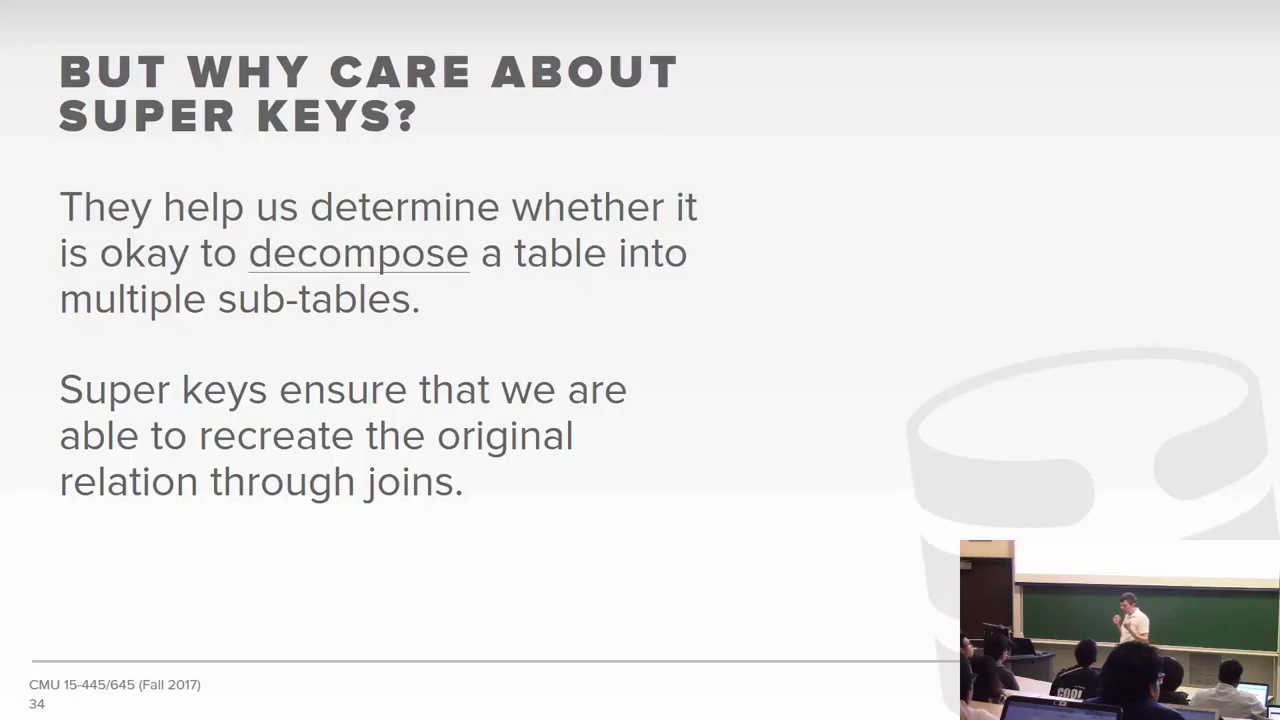 BUT WHY CARE ABOUT
SUPER KEYS?
They help us determine whether it
is okay to decompose a table into
multiple sub-tables.
Super keys ensure that we are
able to recreate the original
relation through joins.
CMU 15-445/645 (Fall 2017)
34
COOL